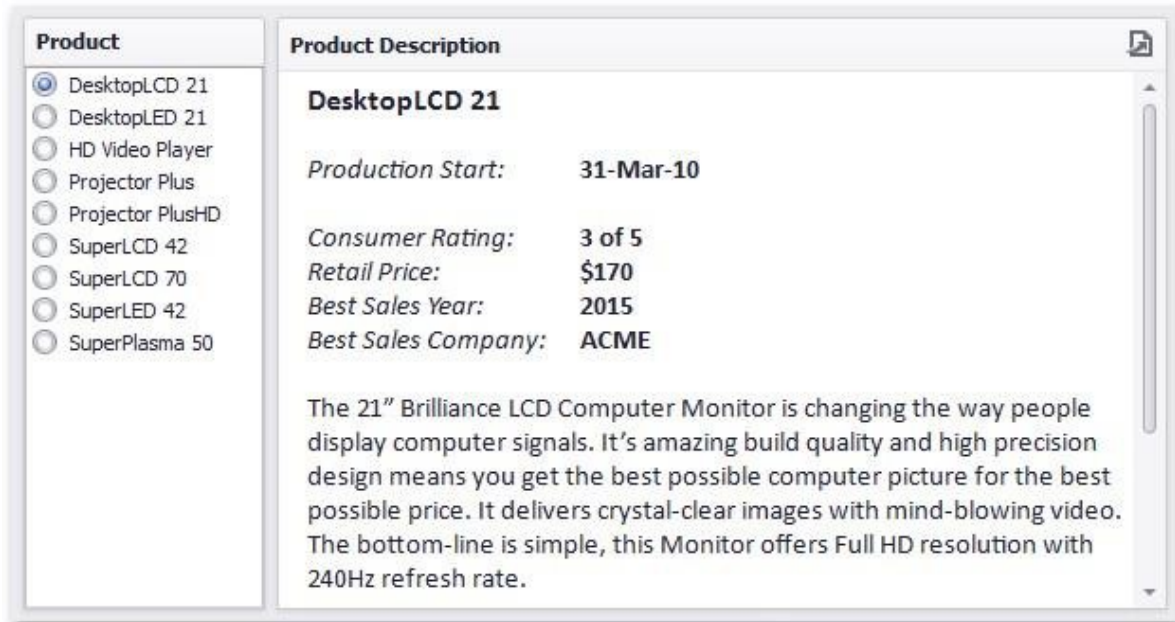 Product
DesktopLCD 21
DesktopLED 21
HD Video Player
Projector Plus
Projector PlusHD
SuperLCD 42
SuperLCD 70
SuperLED 42
SuperPlasma 50
Product Description
DesktopLCD 21
Production Start: 31-Mar-10
Consumer Rating: 3 of 5
Retail Price: $170
Best Sales Year: 2015
Best Sales Company: ACME
The 21” Brilliance LCD Computer Monitor is changing the way people
display computer signals. It’s amazing build quality and high precision
design means you get the best possible computer picture for the best
possible price. It delivers crystal-clear images with mind-blowing video.
The bottom-line is simple, this Monitor offers Full HD resolution with
240Hz refresh rate.